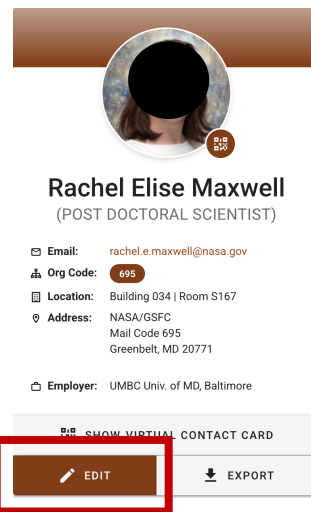 Rachel Elise Maxwell
(POST DOCTORAL SCIENTIST)
Email: rachel.e.maxwell@nasa.gov
Org Code: 695
Location: Building 034 | Room S167
Address: NASA/GSFC
Mail Code 695
Greenbelt, MD 20771
Employer: UMBC Univ. of MD, Baltimore
SHOW VIRTUAL CONTACT CARD
EDIT EXPORT